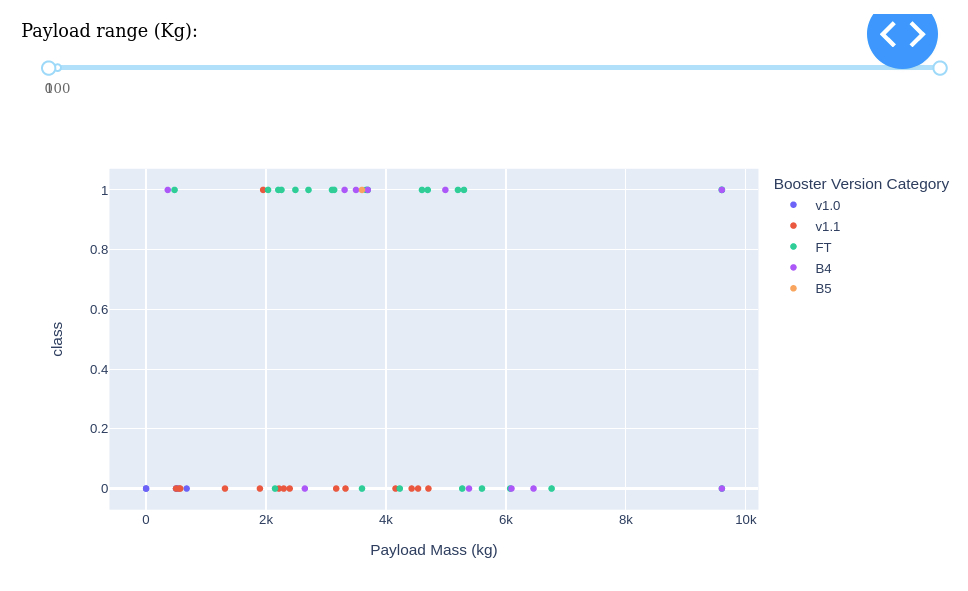 Payload range (Kg):
0
100
Booster Version Category
v1.0
v1.1
FT
B4
B5
1
0.8
0.6
0.4
0.2
0
class
0 2k 4k 6k 8k 10k
Payload Mass (kg)